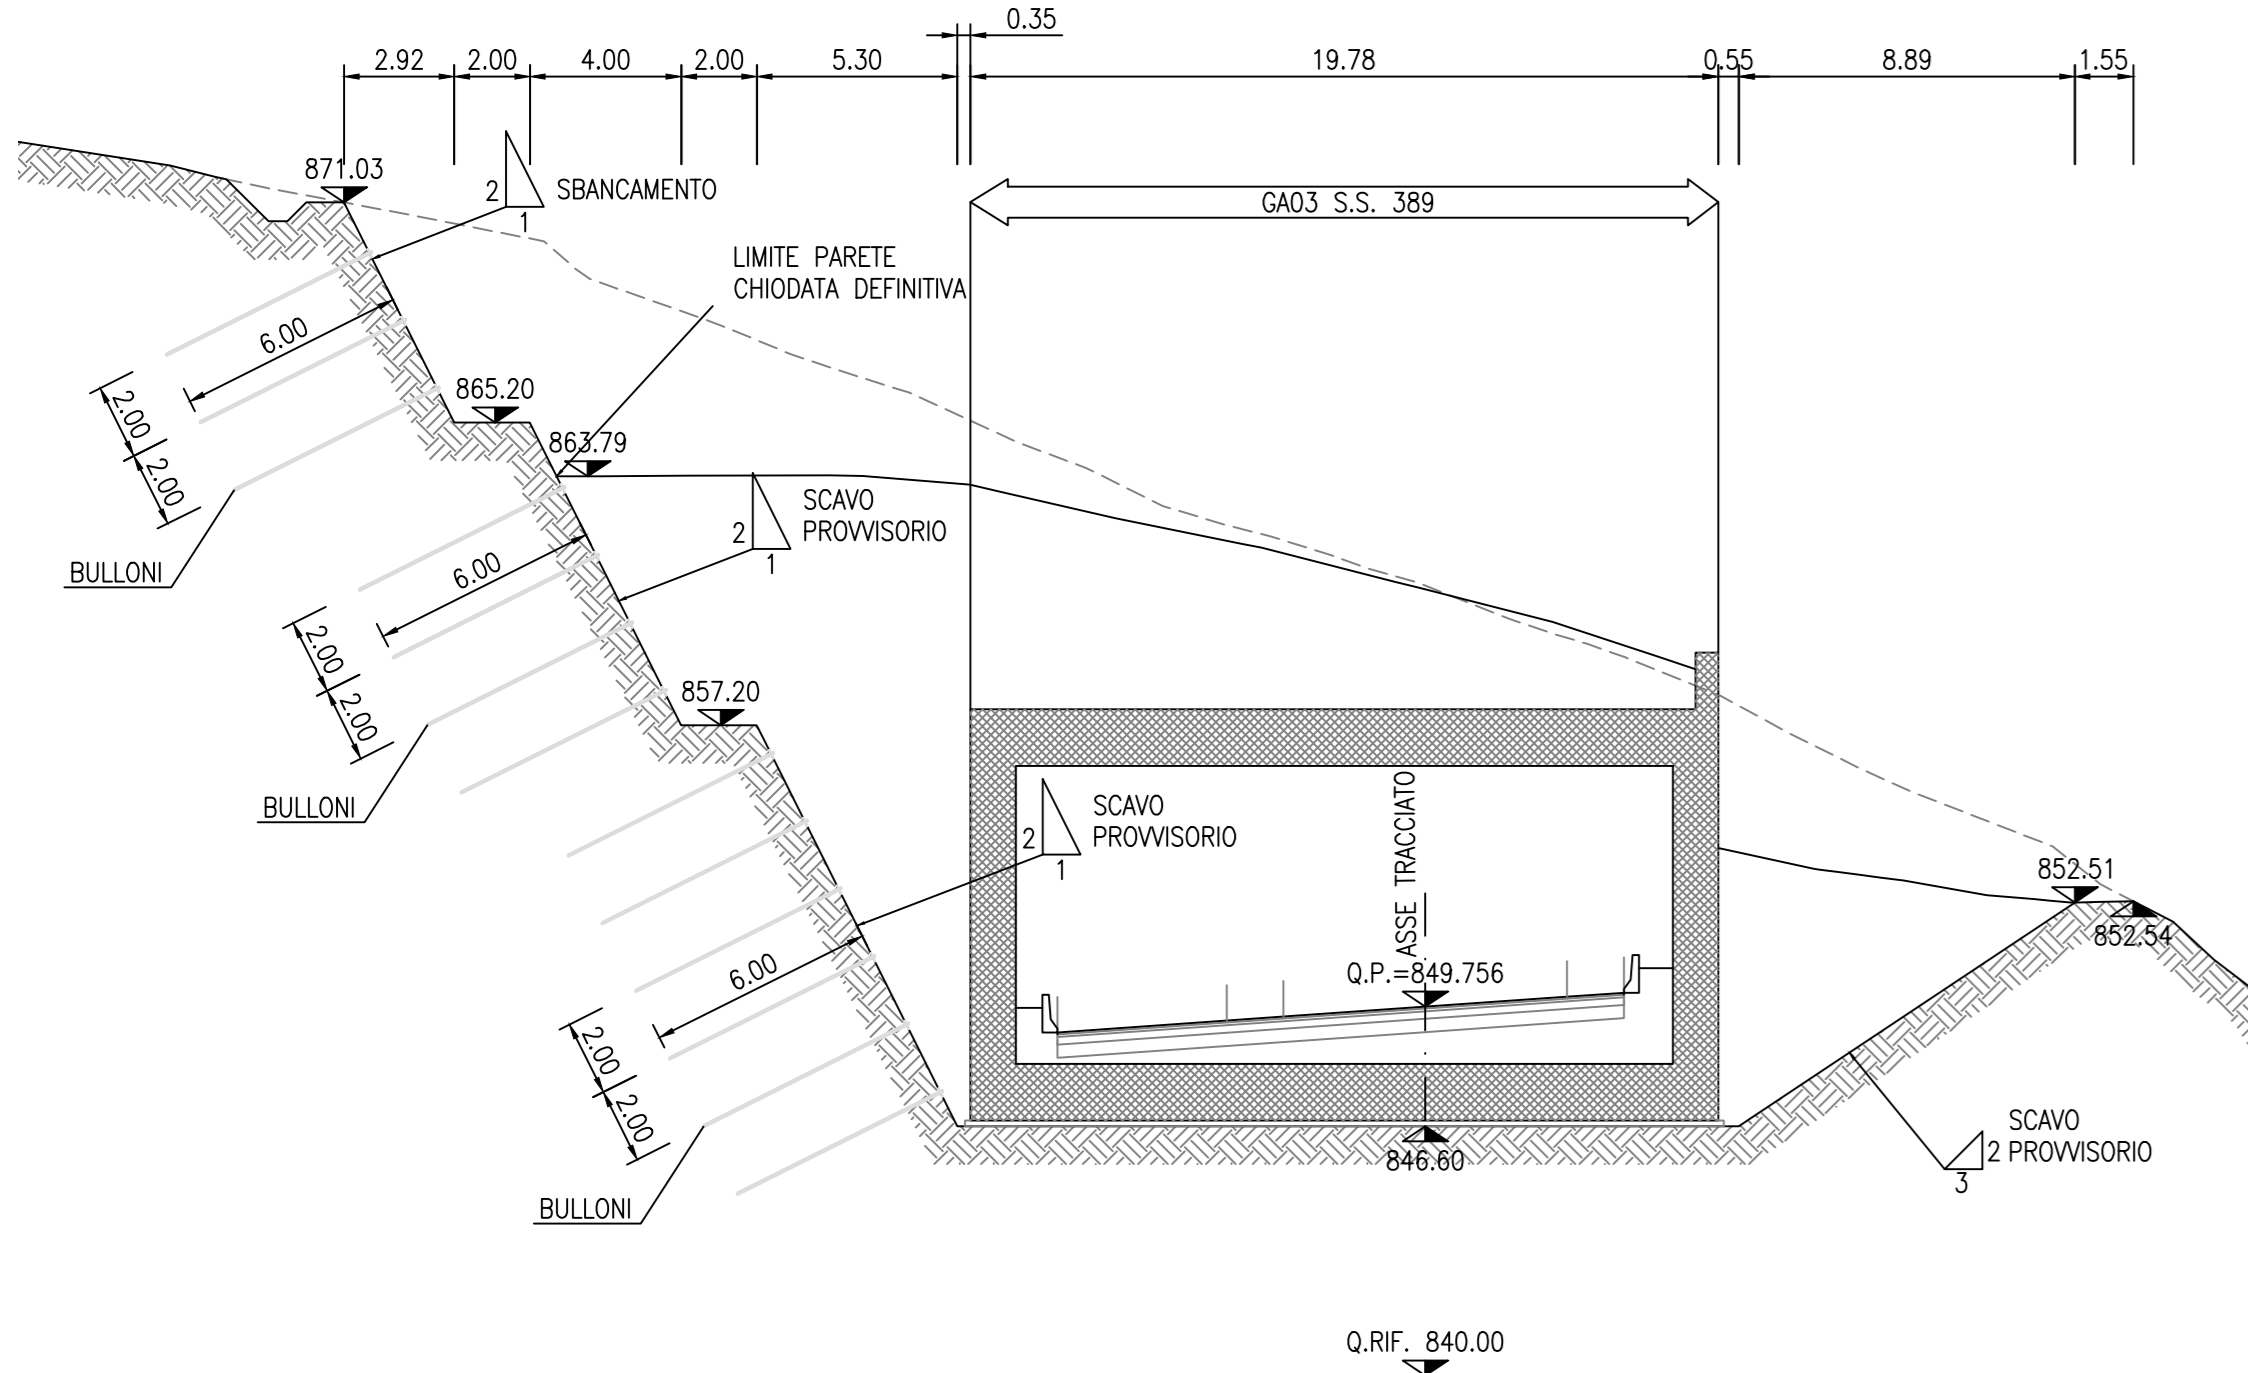 0.35
2.92 2.00 4.00 2.00 5.30 19.78 0.55 8.89 1.55
871.03
2
1
SBANCAMENTO
GA03 S.S. 389
LIMITE PARETE
CHIODATA DEFINITIVA
6.00
2.00
2.00
865.20
863.79
BULLONI
2
1
SCAVO
PROVVISORIO
6.00
2.00
2.00
857.20
BULLONI
2
1
SCAVO
PROVVISORIO
ASSE TRACCIATO
Q.P.=849.756
852.51
852.54
6.00
2.00
2.00
BULLONI
846.60
SCAVO
PROVVISORIO
2
3
Q.RIF. 840.00